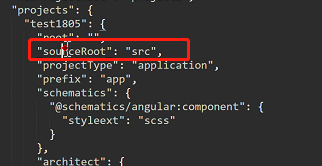 "projects": {
"test1805": {
"root": "",
"sourceRoot": "src",
"projectType": "application",
"prefix": "app",
"schematics": {
"@schematics/angular:component": {
"styleext": "scss"
}
},
"architect": {